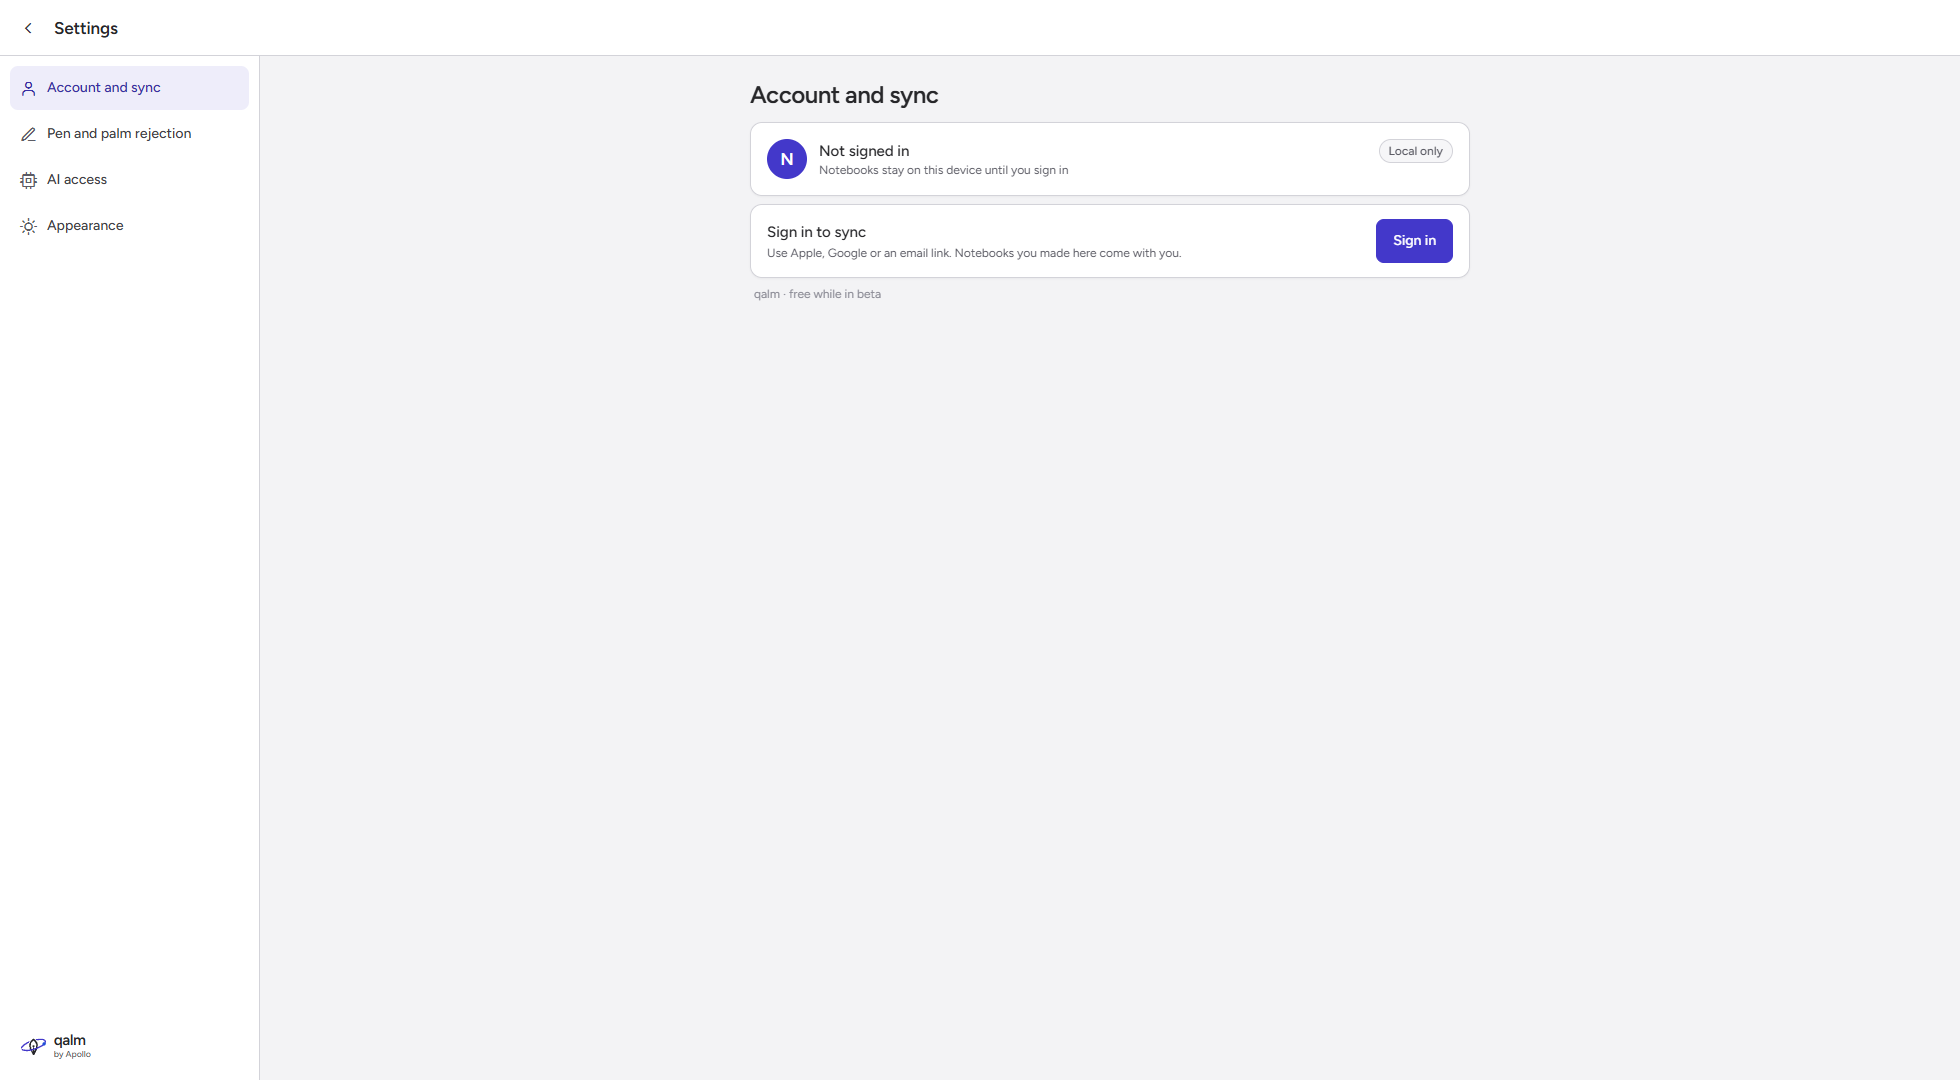 Settings
Account and sync
Pen and palm rejection
AI access
Appearance
Account and sync
N
Not signed in
Notebooks stay on this device until you sign in
Local only
Sign in to sync
Use Apple, Google or an email link. Notebooks you made here come with you.
Sign in
qalm · free while in beta
qalm
by Apollo